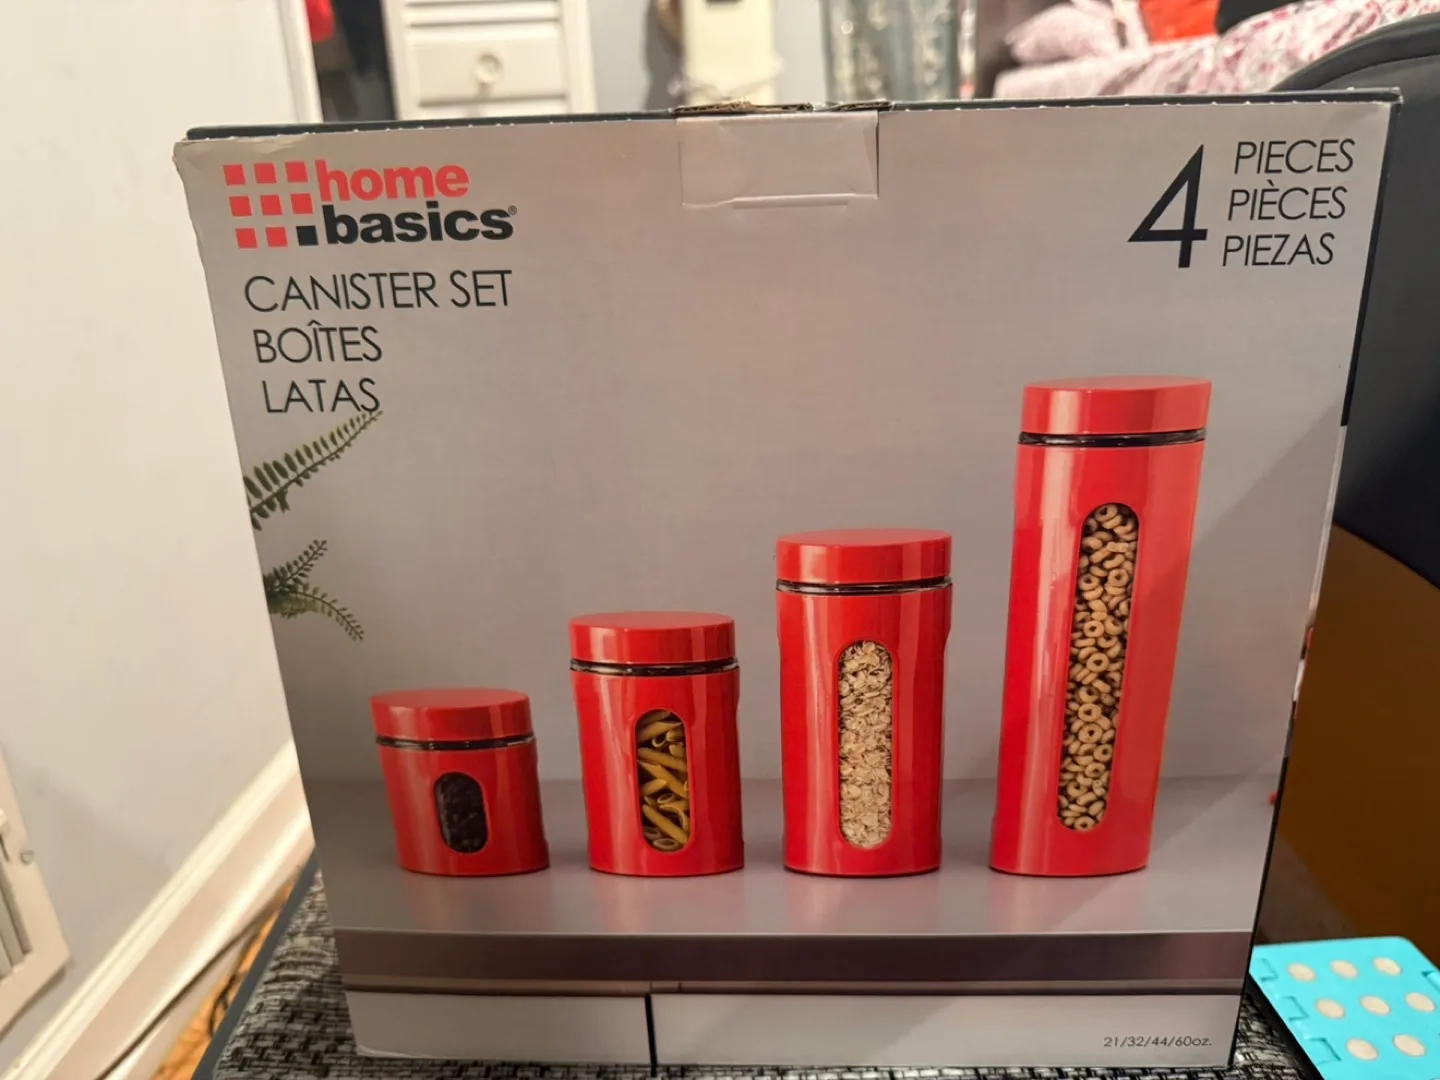 home
basics®
CANISTER SET
BOÎTES
LATAS
4
PIECES
PIÈCES
PIEZAS
21/32/44/60oz.